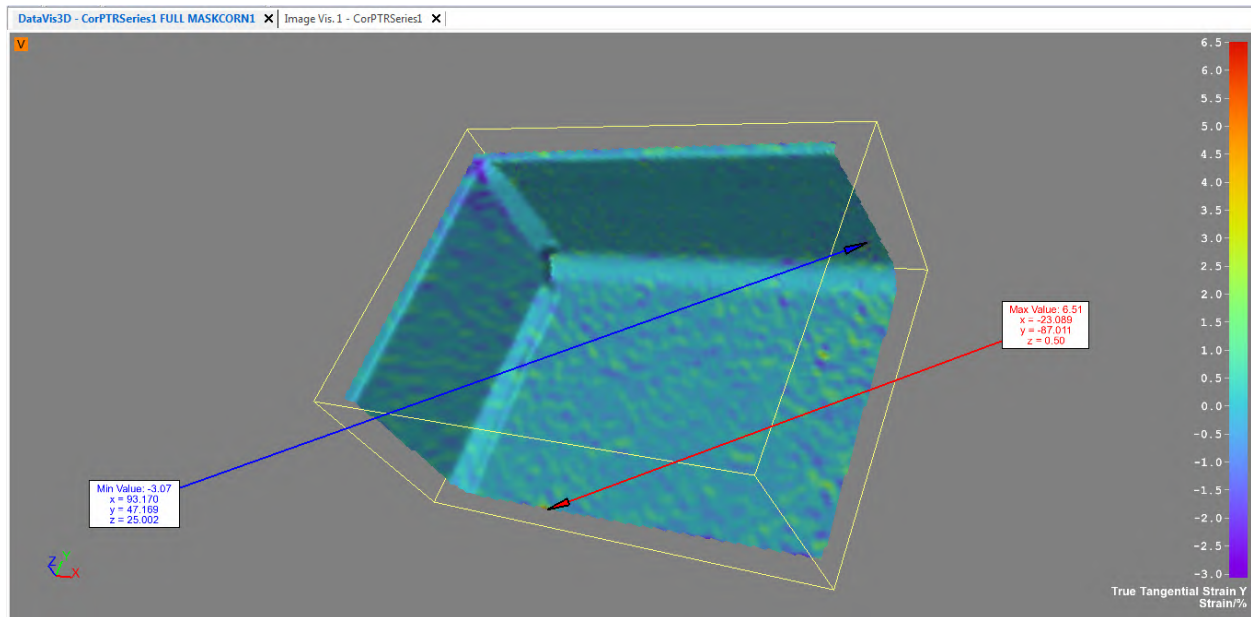 DataVis3D - CorPTRSeries1 FULL MASKCORN1 Image Vis. 1 - CorPTRSeries1
V
6.5
6.0
5.5
5.0
4.5
4.0
3.5
3.0
2.5
2.0
1.5
1.0
0.5
0.0
-0.5
-1.0
-1.5
-2.0
-2.5
-3.0
Max Value: 6.51
x = -23.089
y = -87.011
z = 0.50
Min Value: -3.07
x = 93.170
y = 47.169
z = 25.002
Z Y X
True Tangential Strain Y
Strain/%